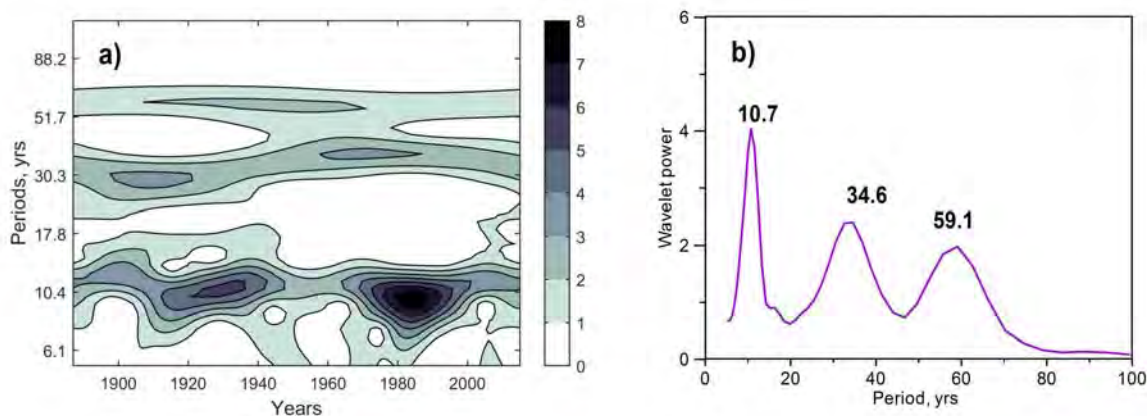 a)
88.2
51.7
30.3
17.8
10.4
6.1
Periods, yrs
1900 1920 1940 1960 1980 2000
Years
8
7
6
5
4
3
2
1
0
b)
6
4
2
0
Wavelet power
10.7
34.6
59.1
0 20 40 60 80 100
Period, yrs